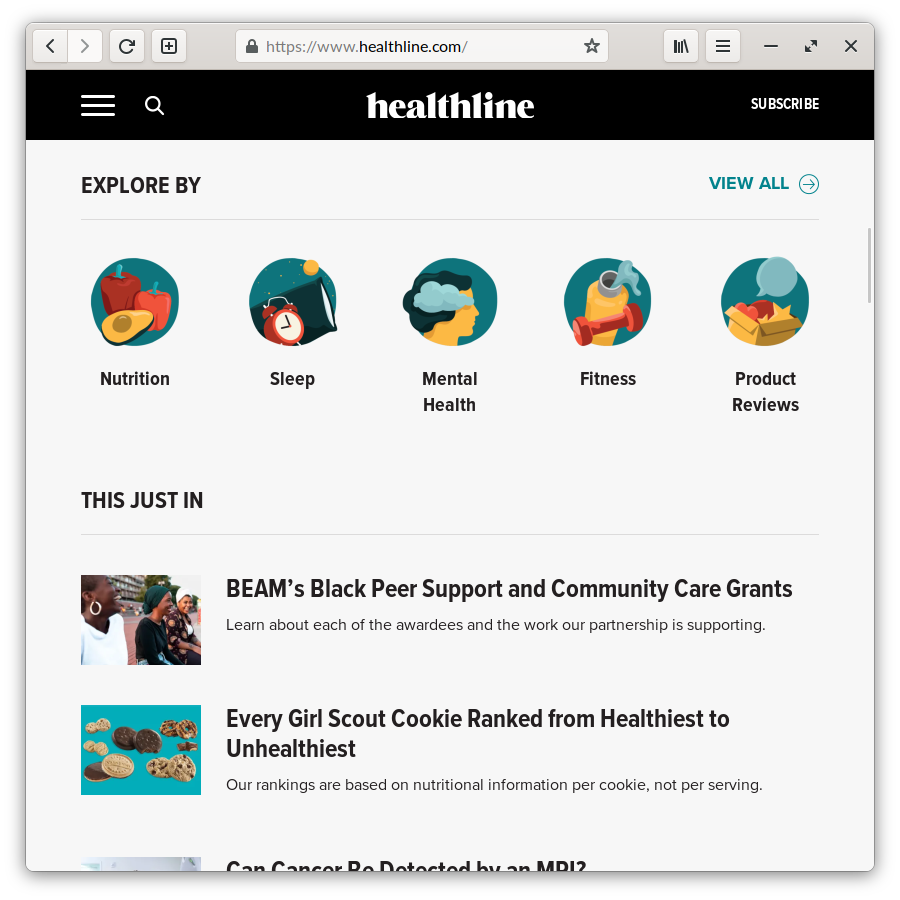 https://www.healthline.com/
healthline
SUBSCRIBE
EXPLORE BY
VIEW ALL
Nutrition
Sleep
Mental
Health
Fitness
Product
Reviews
THIS JUST IN
BEAM’s Black Peer Support and Community Care Grants
Learn about each of the awardees and the work our partnership is supporting.
Every Girl Scout Cookie Ranked from Healthiest to
Unhealthiest
Our rankings are based on nutritional information per cookie, not per serving.
Can Cancer Be Detected by an MRI?